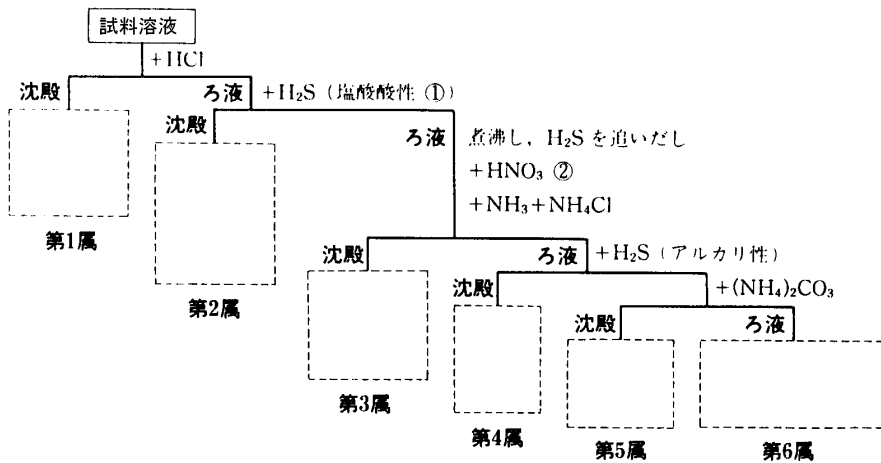 試料溶液
+HCl
沈殿
ろ液
+H₂S (塩酸酸性 ①)
沈殿
ろ液
煮沸し,H₂Sを追いだし
+HNO₃ ②
+NH₃+NH₄Cl
第1属
第2属
沈殿
ろ液
+H₂S (アルカリ性)
沈殿
+(NH₄)₂CO₃
沈殿
ろ液
第3属
第4属
第5属
第6属